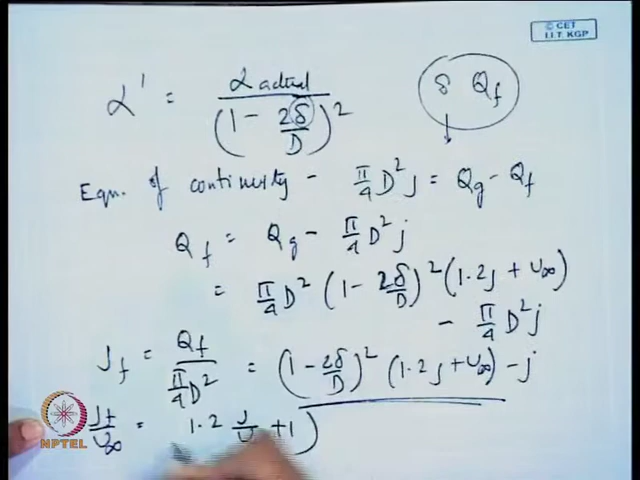 © CET
I.I.T. KGP
α' = α actual / (1 - 2δ/D)²
δ Q_f
Eqn. of continuity - π/4 D² j = Q_g - Q_f
Q_f = Q_g - π/4 D² j
= π/4 D² (1 - 2δ/D)² (1.2j + U∞)
- π/4 D² j
j_f = Q_f / (π/4 D²) = (1 - 2δ/D)² (1.2j + U∞) - j
j_f/U∞ = 1.2 j/U + 1)
NPTEL